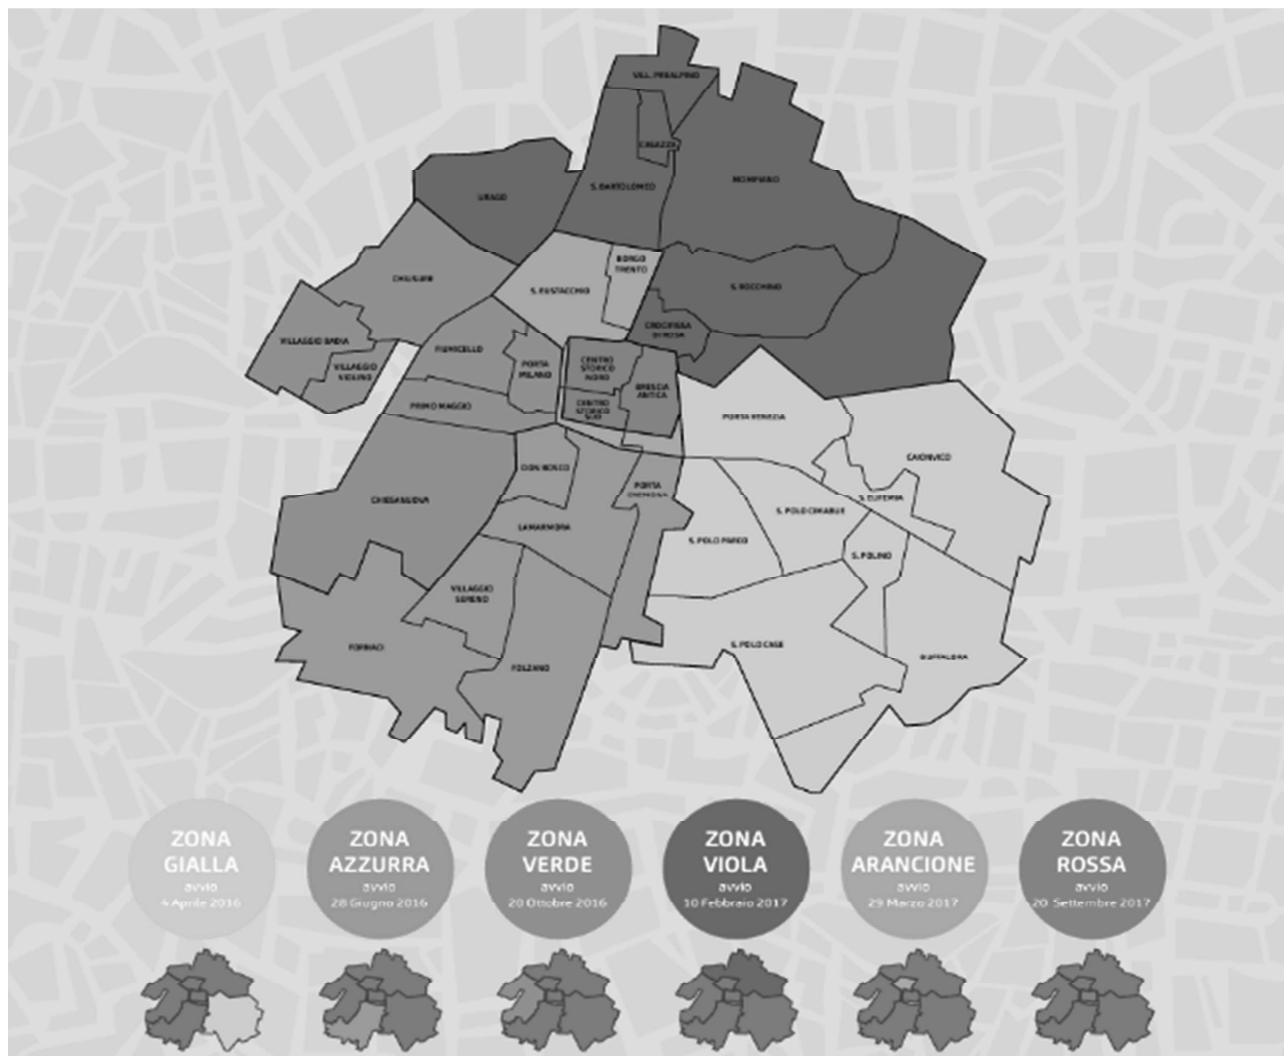 VILL. PREALPINO
CASAZZA
MOMPIANO
S. BARTOLOMEO
URAGO
BORGO
TRENTO
CHIUSURE
S. EUSTACCHIO
S. ROCCHINO
CROCIFISSA
DI ROSA
VILLAGGIO BADIA
FIUMICELLO
VILLAGGIO
VIOLINO
PORTA
MILANO
CENTRO
STORICO
NORD
BRESCIA
ANTICA
PRIMO MAGGIO
CENTRO
STORICO
SUD
PORTA VENEZIA
CAIONVICO
DON BOSCO
PORTA
CREMONA
S. EUFEMIA
CHIESANUOVA
S. POLO CIMABUE
LAMARMORA
S. POLO PARCO
S. POLINO
VILLAGGIO
SERENO
FORNACI
S. POLO CASE
BUFFALORA
FOLZANO
ZONA
GIALLA
avvio
4 Aprile 2016
ZONA
AZZURRA
avvio
28 Giugno 2016
ZONA
VERDE
avvio
20 Ottobre 2016
ZONA
VIOLA
avvio
10 Febbraio 2017
ZONA
ARANCIONE
avvio
29 Marzo 2017
ZONA
ROSSA
avvio
20 Settembre 2017